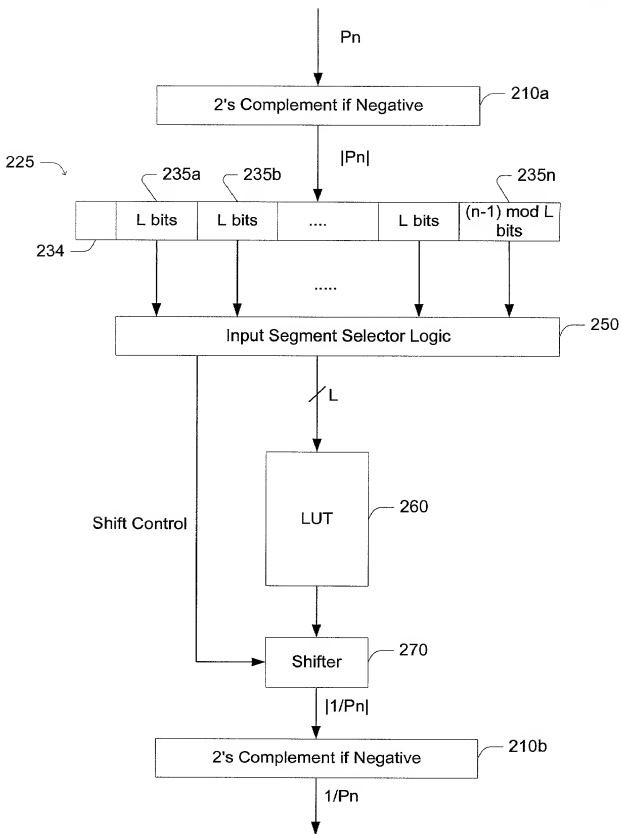 Pn
2's Complement if Negative
210a
|Pn|
225
235a
235b
235n
L bits
L bits
....
L bits
(n-1) mod L
bits
234
.....
Input Segment Selector Logic
250
L
LUT
260
Shift Control
Shifter
270
|1/Pn|
2's Complement if Negative
210b
1/Pn